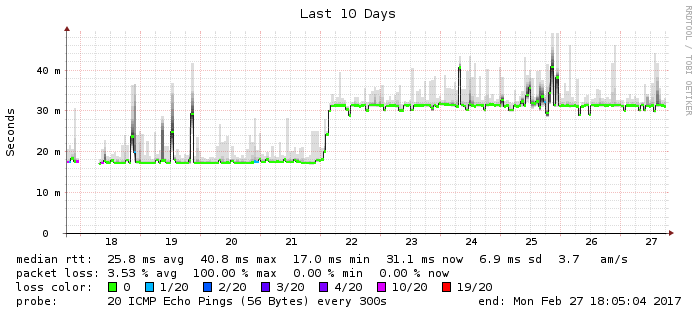 Last 10 Days
RRDTOOL / TOBI OETIKER
Seconds
40 m
30 m
20 m
10 m
0
18 19 20 21 22 23 24 25 26 27
median rtt: 25.8 ms avg 40.8 ms max 17.0 ms min 31.1 ms now 6.9 ms sd 3.7 am/s
packet loss: 3.53 % avg 100.00 % max 0.00 % min 0.00 % now
loss color: 0 1/20 2/20 3/20 4/20 10/20 19/20
probe: 20 ICMP Echo Pings (56 Bytes) every 300s end: Mon Feb 27 18:05:04 2017